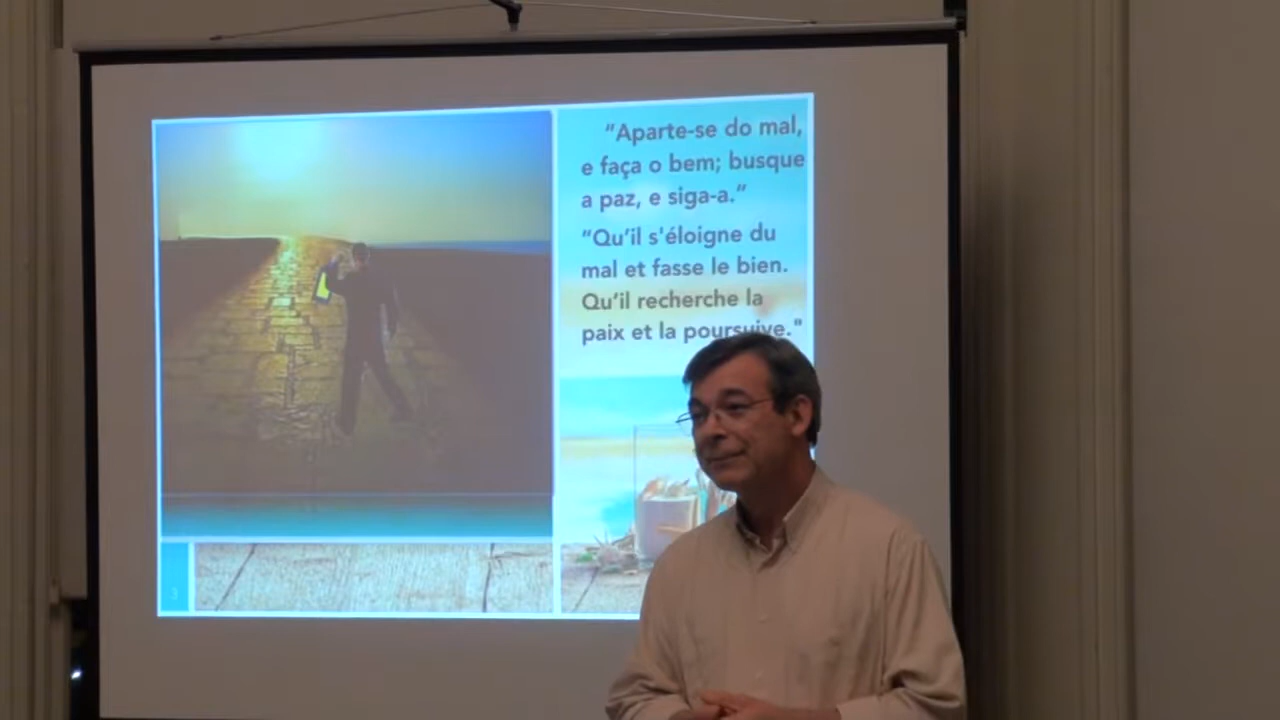 “Aparte-se do mal,
e faça o bem; busque
a paz, e siga-a.”
“Qu’il s'éloigne du
mal et fasse le bien.
Qu’il recherche la
paix et la poursuive."
3